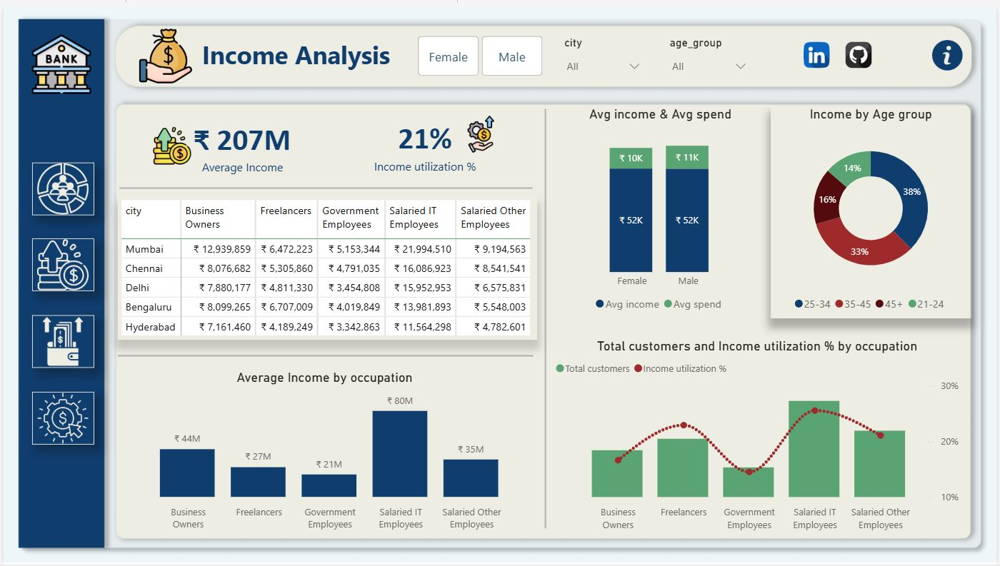 BANK
Income Analysis
Female
Male
city
All
age_group
All
in
i
₹ 207M
Average Income
21%
Income utilization %
city Business Owners Freelancers Government Employees Salaried IT Employees Salaried Other Employees
Mumbai ₹ 12,939,859 ₹ 6,472,223 ₹ 5,153,344 ₹ 21,994,510 ₹ 9,194,563
Chennai ₹ 8,076,682 ₹ 5,305,860 ₹ 4,791,035 ₹ 16,086,923 ₹ 8,541,541
Delhi ₹ 7,880,177 ₹ 4,811,330 ₹ 3,454,808 ₹ 15,952,953 ₹ 6,575,831
Bengaluru ₹ 8,099,265 ₹ 6,707,009 ₹ 4,019,849 ₹ 13,981,893 ₹ 5,548,003
Hyderabad ₹ 7,161,460 ₹ 4,189,249 ₹ 3,342,863 ₹ 11,564,298 ₹ 4,782,601
Average Income by occupation
₹ 44M
₹ 27M
₹ 21M
₹ 80M
₹ 35M
Business
Owners
Freelancers
Government
Employees
Salaried IT
Employees
Salaried Other
Employees
Avg income & Avg spend
₹ 10K
₹ 11K
₹ 52K
₹ 52K
Female
Male
Avg income Avg spend
Income by Age group
14%
38%
16%
33%
25-34 35-45 45+ 21-24
Total customers and Income utilization % by occupation
Total customers Income utilization %
30%
20%
10%
Business
Owners
Freelancers
Government
Employees
Salaried IT
Employees
Salaried Other
Employees